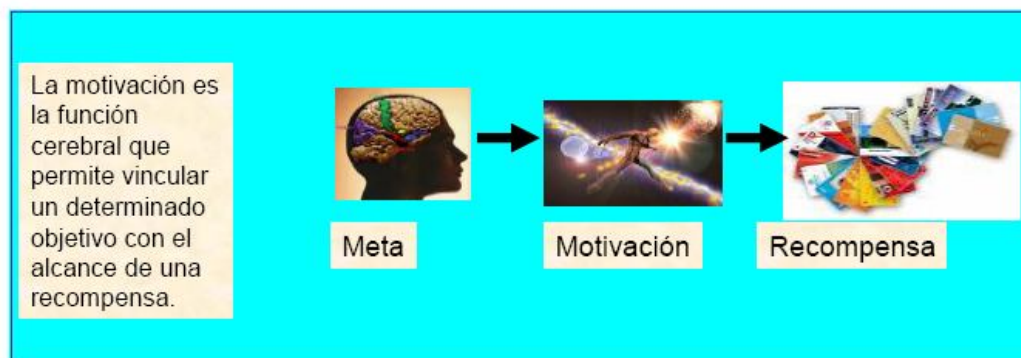 La motivación es
la función
cerebral que
permite vincular
un determinado
objetivo con el
alcance de una
recompensa.
Meta
Motivación
Recompensa